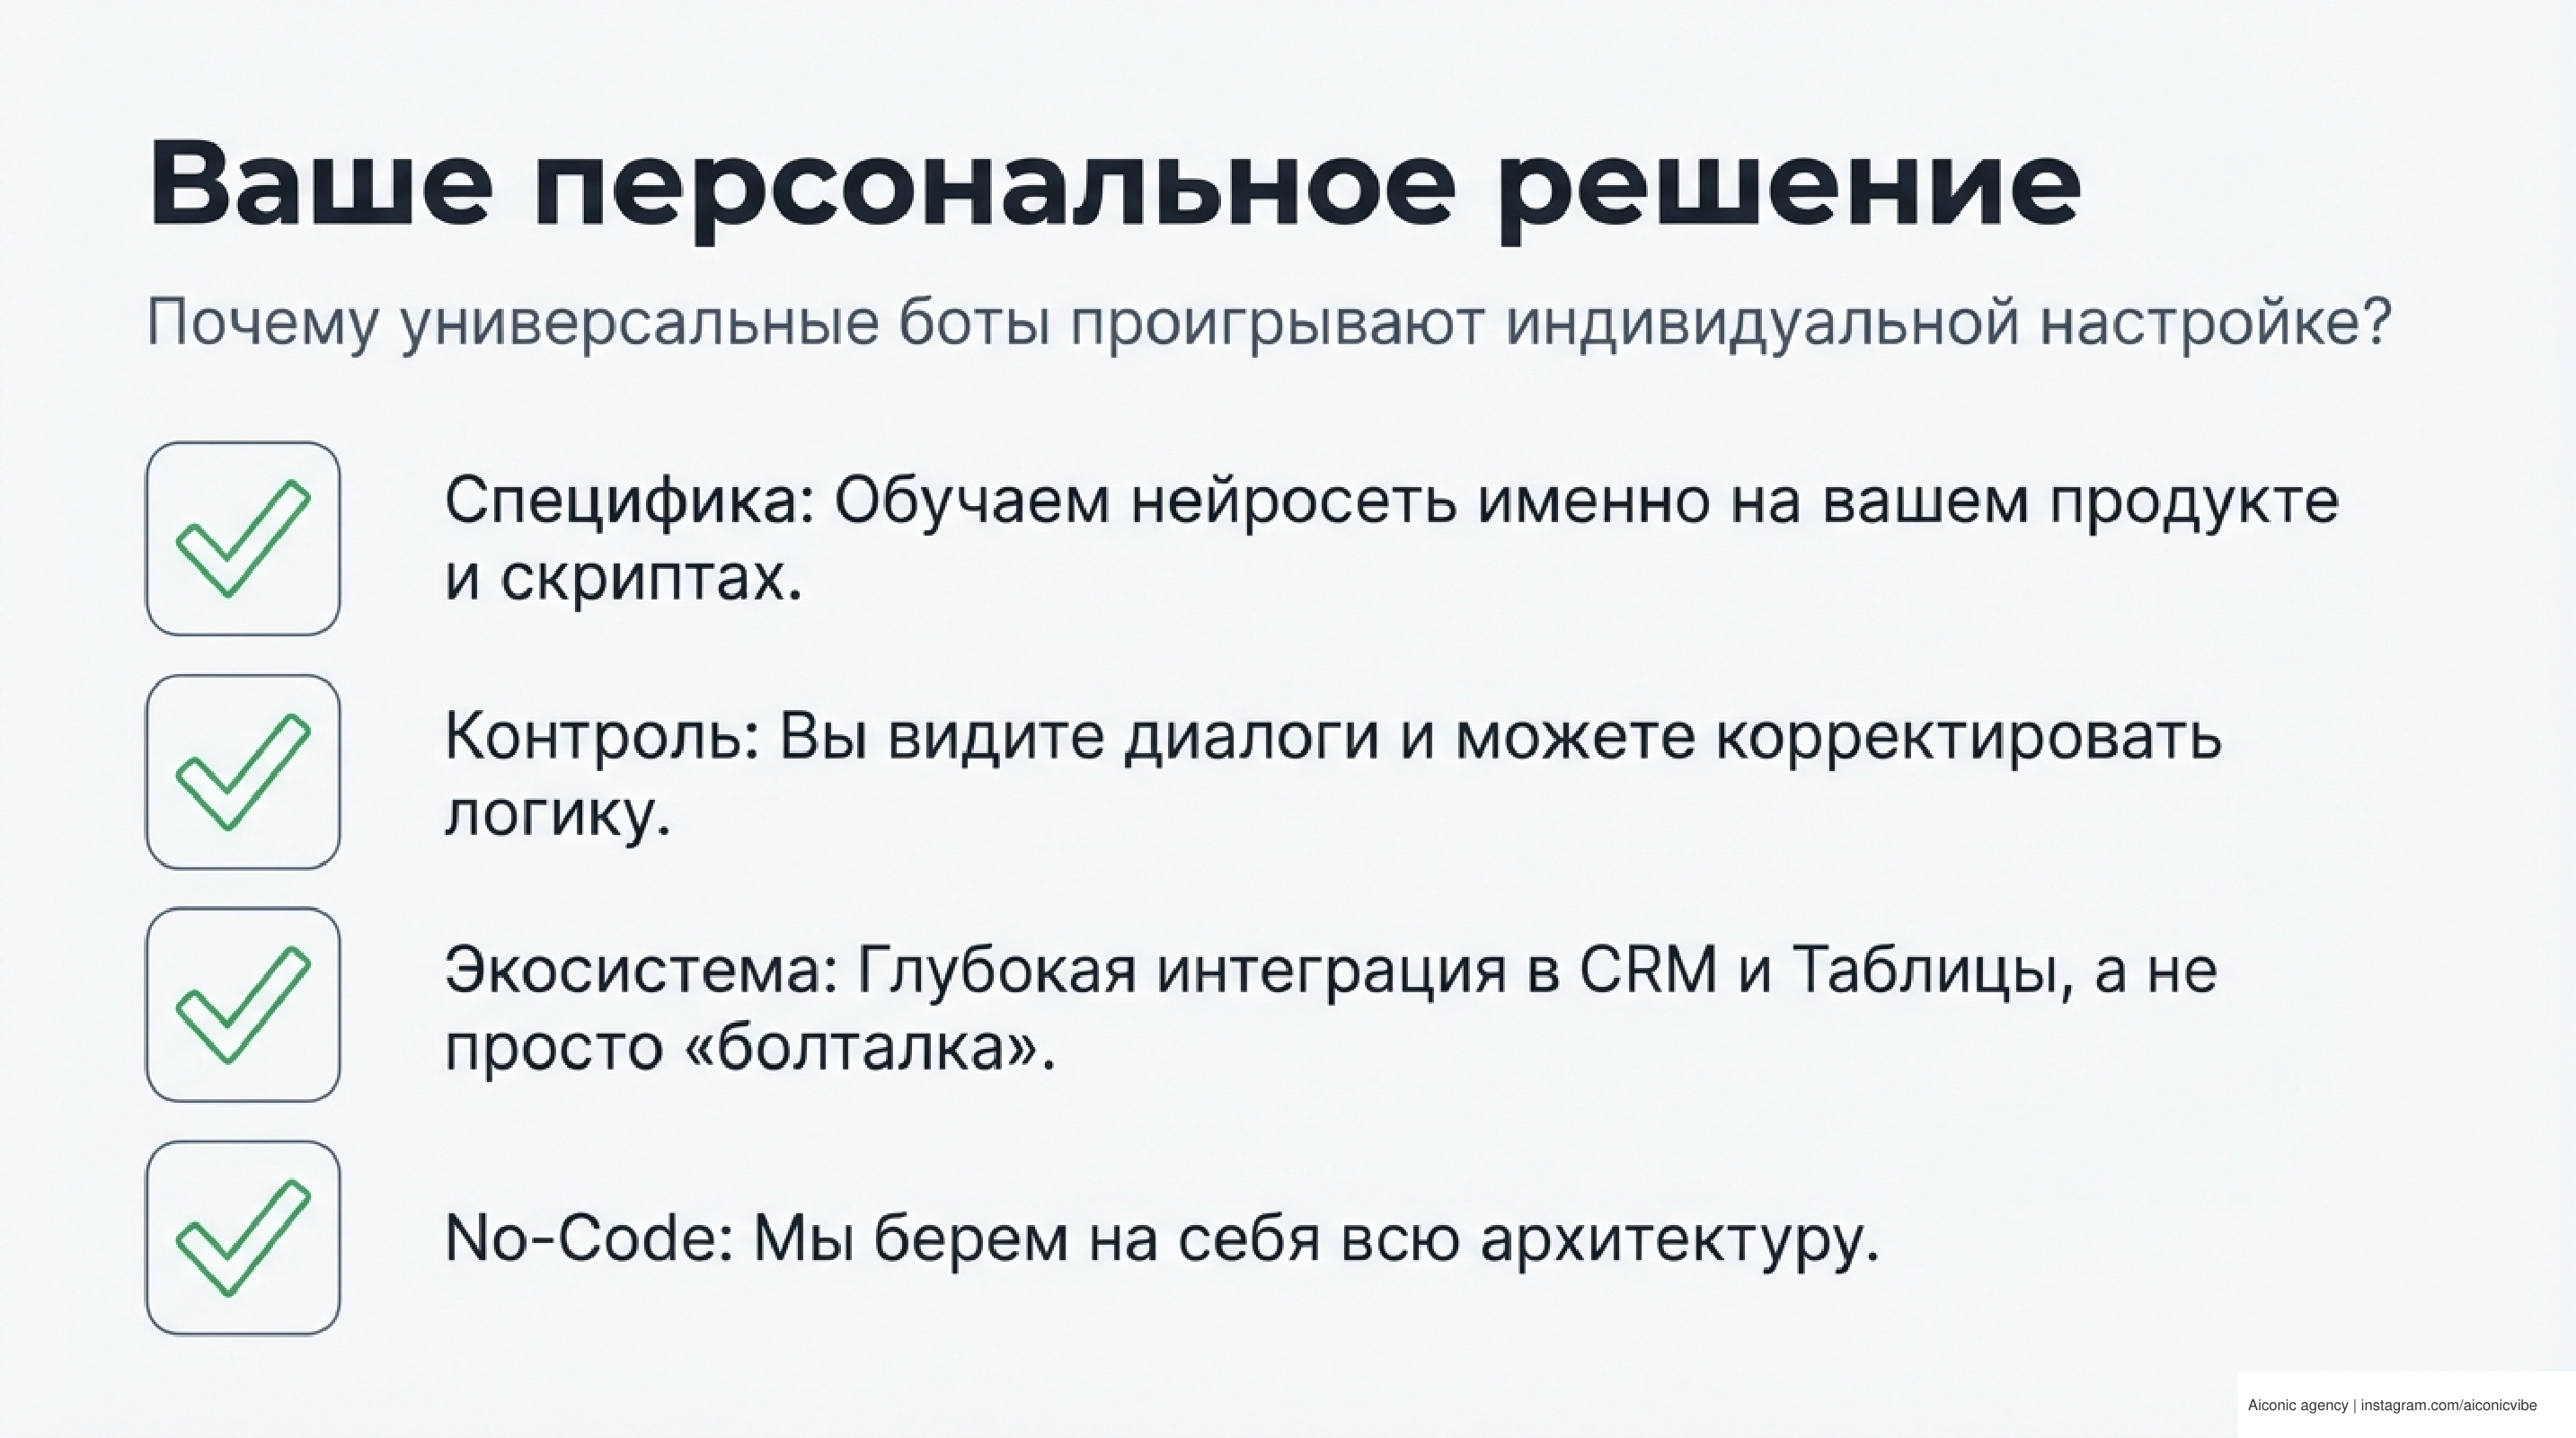 Ваше персональное решение
Почему универсальные боты проигрывают индивидуальной настройке?
Специфика: Обучаем нейросеть именно на вашем продукте
и скриптах.
Контроль: Вы видите диалоги и можете корректировать
логику.
Экосистема: Глубокая интеграция в CRM и Таблицы, а не
просто «болталка».
No-Code: Мы берем на себя всю архитектуру.
Aiconic agency | instagram.com/aiconicvibe